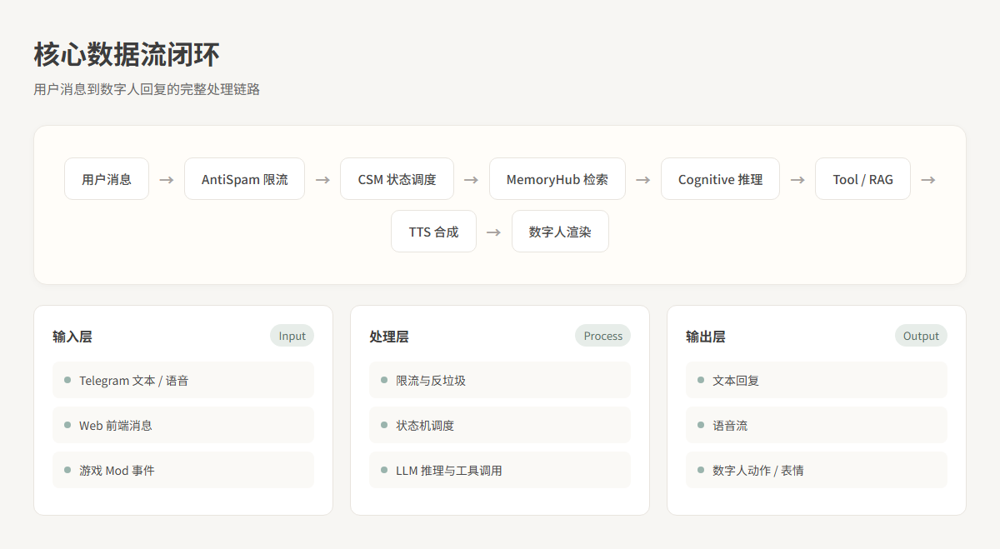 核心数据流闭环
用户消息到数字人回复的完整处理链路
用户消息 → AntiSpam 限流 → CSM 状态调度 → MemoryHub 检索 → Cognitive 推理 → Tool / RAG →
TTS 合成 → 数字人渲染
输入层 Input
Telegram 文本 / 语音
Web 前端消息
游戏 Mod 事件
处理层 Process
限流与反垃圾
状态机调度
LLM 推理与工具调用
输出层 Output
文本回复
语音流
数字人动作 / 表情